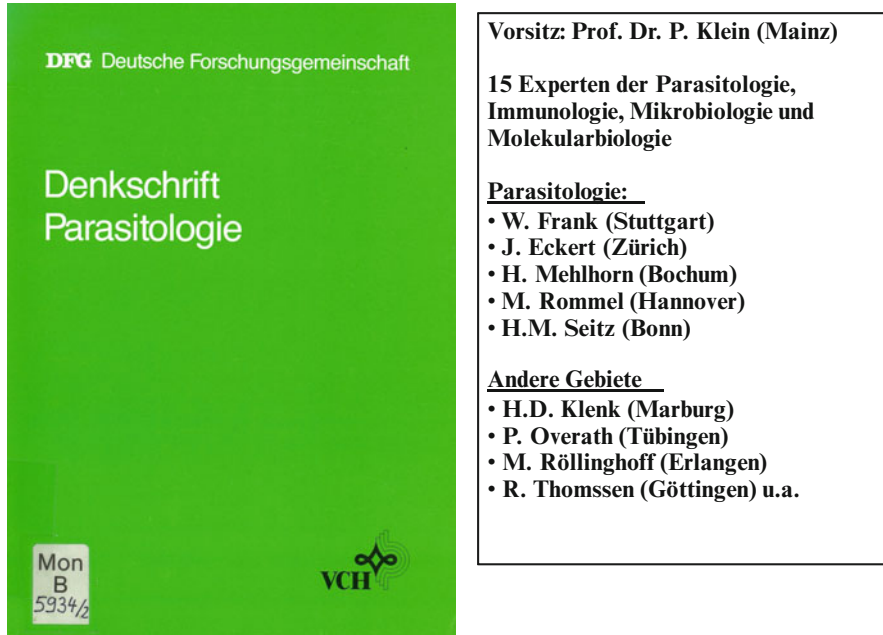 DFG Deutsche Forschungsgemeinschaft
Denkschrift
Parasitologie
Mon
B
5934/2
VCH
Vorsitz: Prof. Dr. P. Klein (Mainz)
15 Experten der Parasitologie,
Immunologie, Mikrobiologie und
Molekularbiologie
Parasitologie:
• W. Frank (Stuttgart)
• J. Eckert (Zürich)
• H. Mehlhorn (Bochum)
• M. Rommel (Hannover)
• H.M. Seitz (Bonn)
Andere Gebiete
• H.D. Klenk (Marburg)
• P. Overath (Tübingen)
• M. Röllinghoff (Erlangen)
• R. Thomssen (Göttingen) u.a.